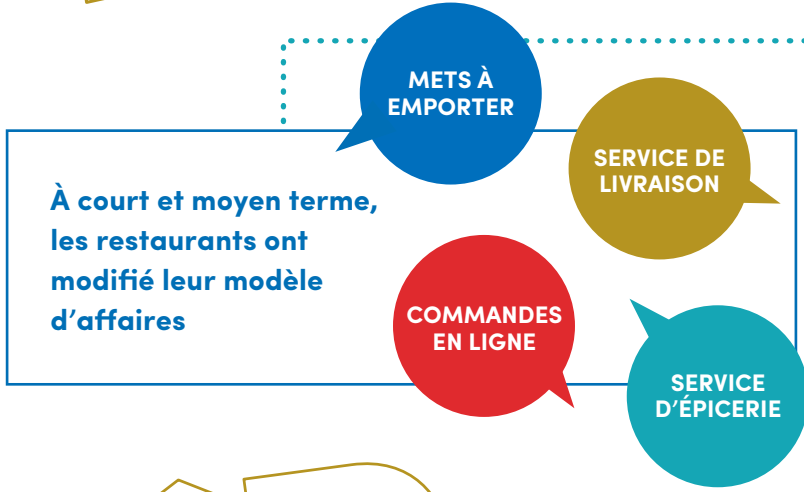 METS À
EMPORTER
SERVICE DE
LIVRAISON
À court et moyen terme,
les restaurants ont
modifié leur modèle
d’affaires
COMMANDES
EN LIGNE
SERVICE
D’ÉPICERIE